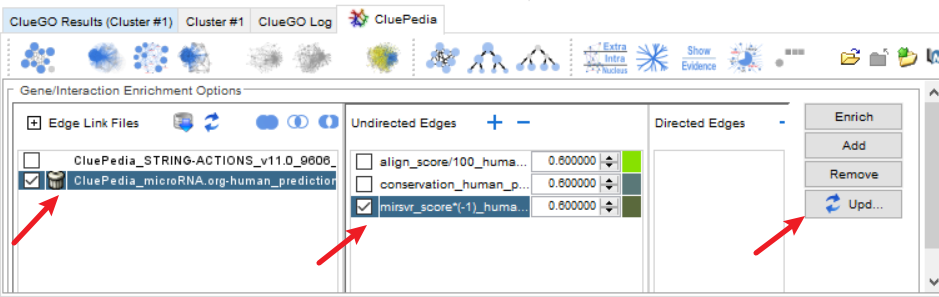 ClueGO Results (Cluster #1) Cluster #1 ClueGO Log CluePedia
Extra
Intra
Nucleus
Show
Evidence
Gene/Interaction Enrichment Options
Edge Link Files
Undirected Edges
Directed Edges
Enrich
Add
Remove
Upd...
CluePedia_STRING-ACTIONS_v11.0_9606_
CluePedia_microRNA.org-human_prediction
align_score/100_huma... 0.600000
conservation_human_p... 0.600000
mirsvr_score*(-1)_huma... 0.600000